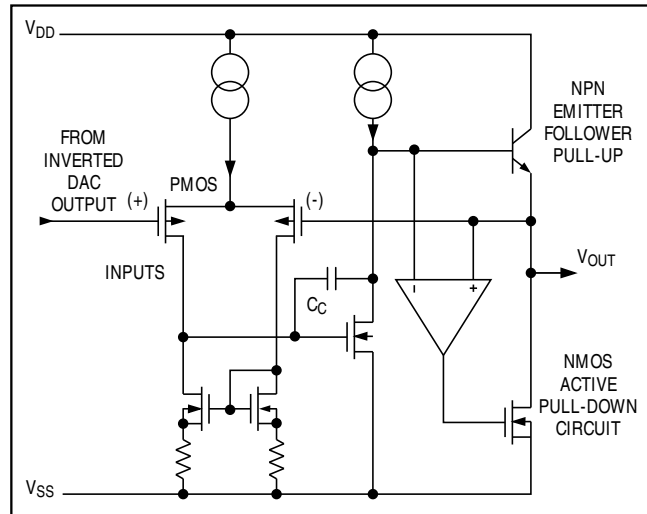 VDD
NPN
EMITTER
FOLLOWER
PULL-UP
FROM
INVERTED
DAC
OUTPUT
(+)
PMOS
(-)
INPUTS
CC
- +
VOUT
NMOS
ACTIVE
PULL-DOWN
CIRCUIT
VSS